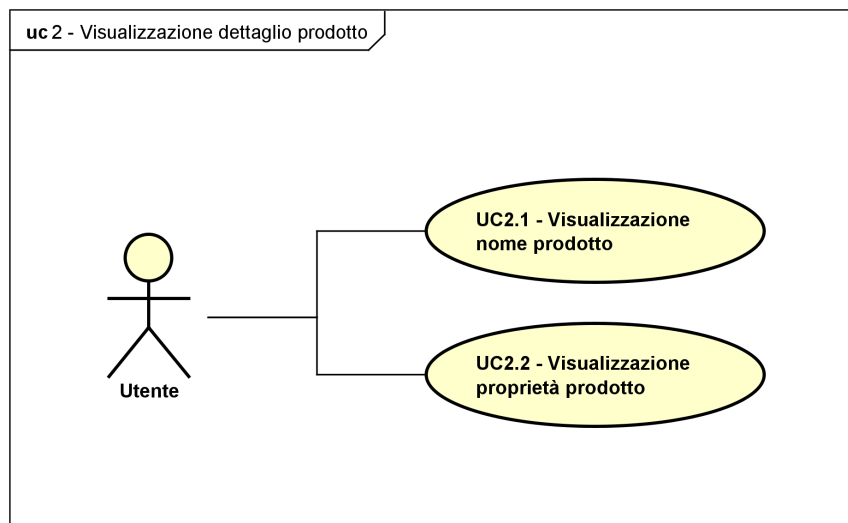 uc 2 - Visualizzazione dettaglio prodotto
UC2.1 - Visualizzazione
nome prodotto
UC2.2 - Visualizzazione
proprietà prodotto
Utente